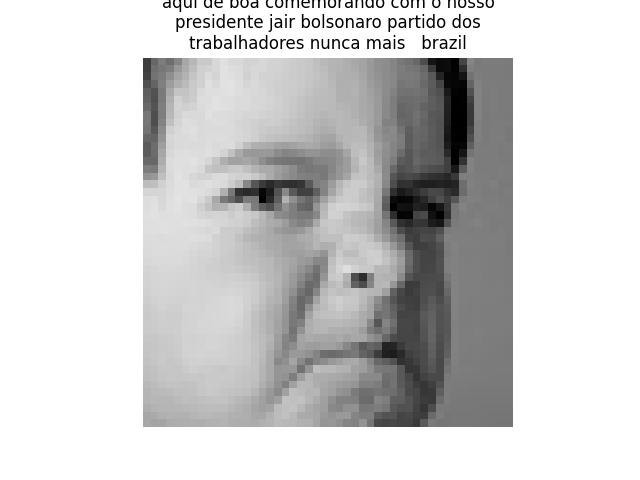 aqui de boa comemorando com o nosso
presidente jair bolsonaro partido dos
trabalhadores nunca mais   brazil